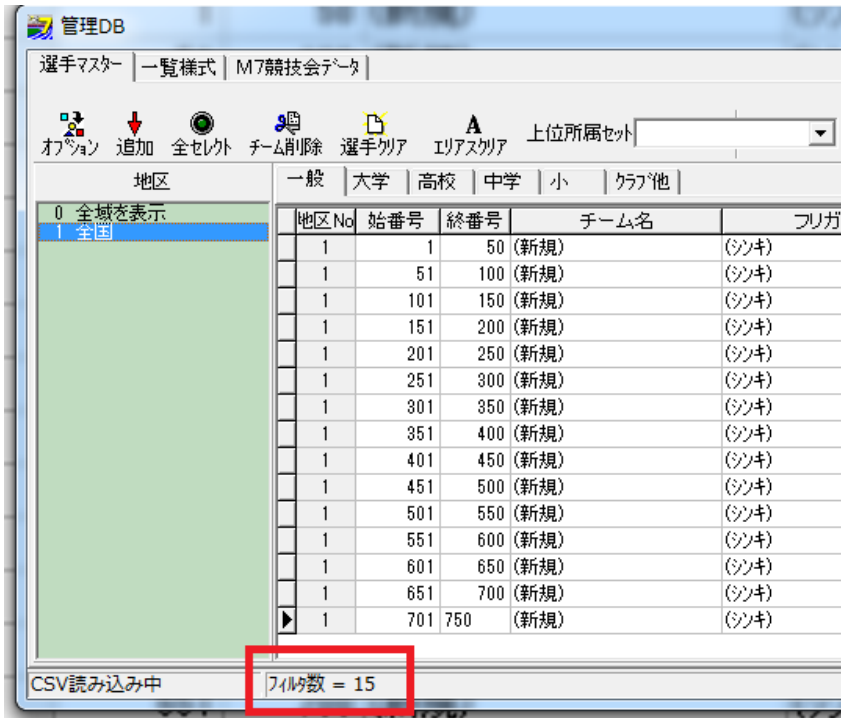 管理DB
選手マスター 一覧様式 M7競技会データ
オプション 追加 全セレクト チーム削除 選手クリア エリアスクリア 上位所属セット
地区 一般 大学 高校 中学 小 クラブ他
0 全域を表示
1 全国
地区No 始番号 終番号 チーム名 フリガ
1 1 50 (新規) (シンキ)
1 51 100 (新規) (シンキ)
1 101 150 (新規) (シンキ)
1 151 200 (新規) (シンキ)
1 201 250 (新規) (シンキ)
1 251 300 (新規) (シンキ)
1 301 350 (新規) (シンキ)
1 351 400 (新規) (シンキ)
1 401 450 (新規) (シンキ)
1 451 500 (新規) (シンキ)
1 501 550 (新規) (シンキ)
1 551 600 (新規) (シンキ)
1 601 650 (新規) (シンキ)
1 651 700 (新規) (シンキ)
1 701 750 (新規) (シンキ)
CSV読み込み中 フィルタ数 = 15